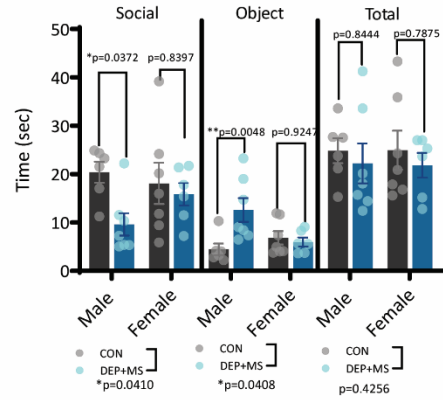 Social Object Total
*p=0.0372 p=0.8397 **p=0.0048 p=0.9247 p=0.8444 p=0.7875
Time (sec)
50
40
30
20
10
0
Male Female Male Female Male Female
CON CON CON
DEP+MS DEP+MS DEP+MS
*p=0.0410 *p=0.0408 p=0.4256